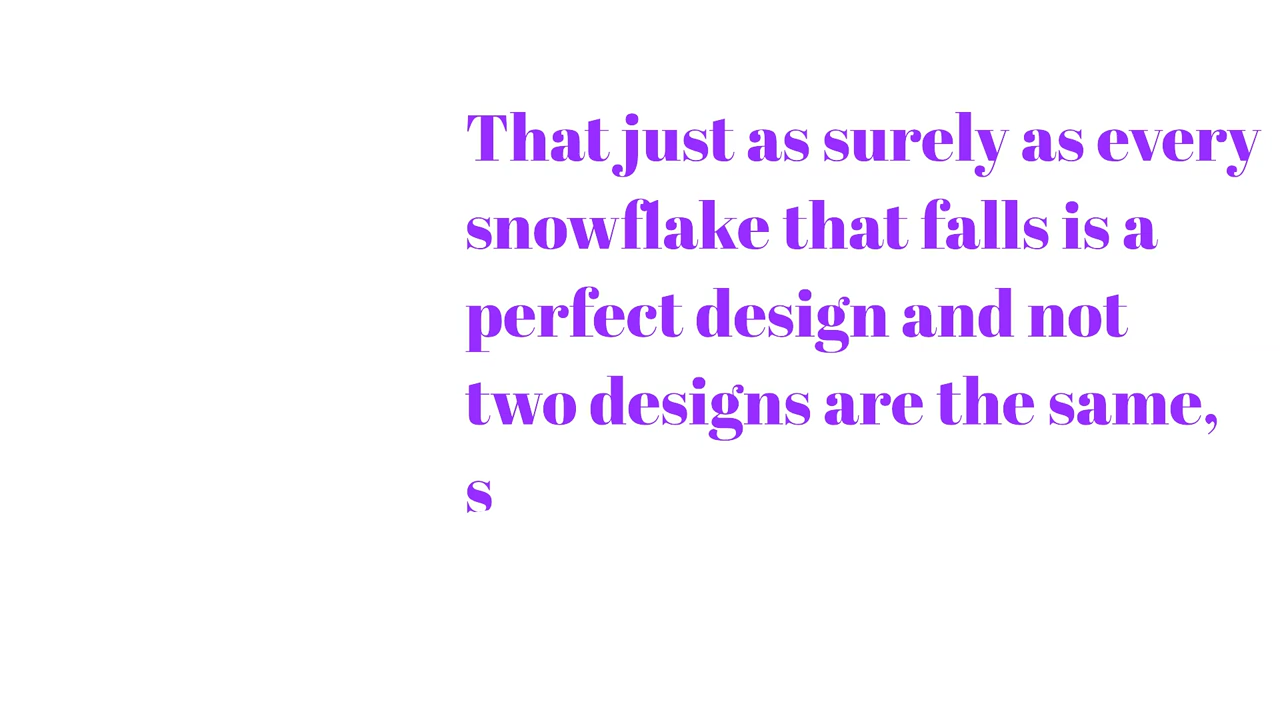 That just as surely as every
snowflake that falls is a
perfect design and not
two designs are the same,
s